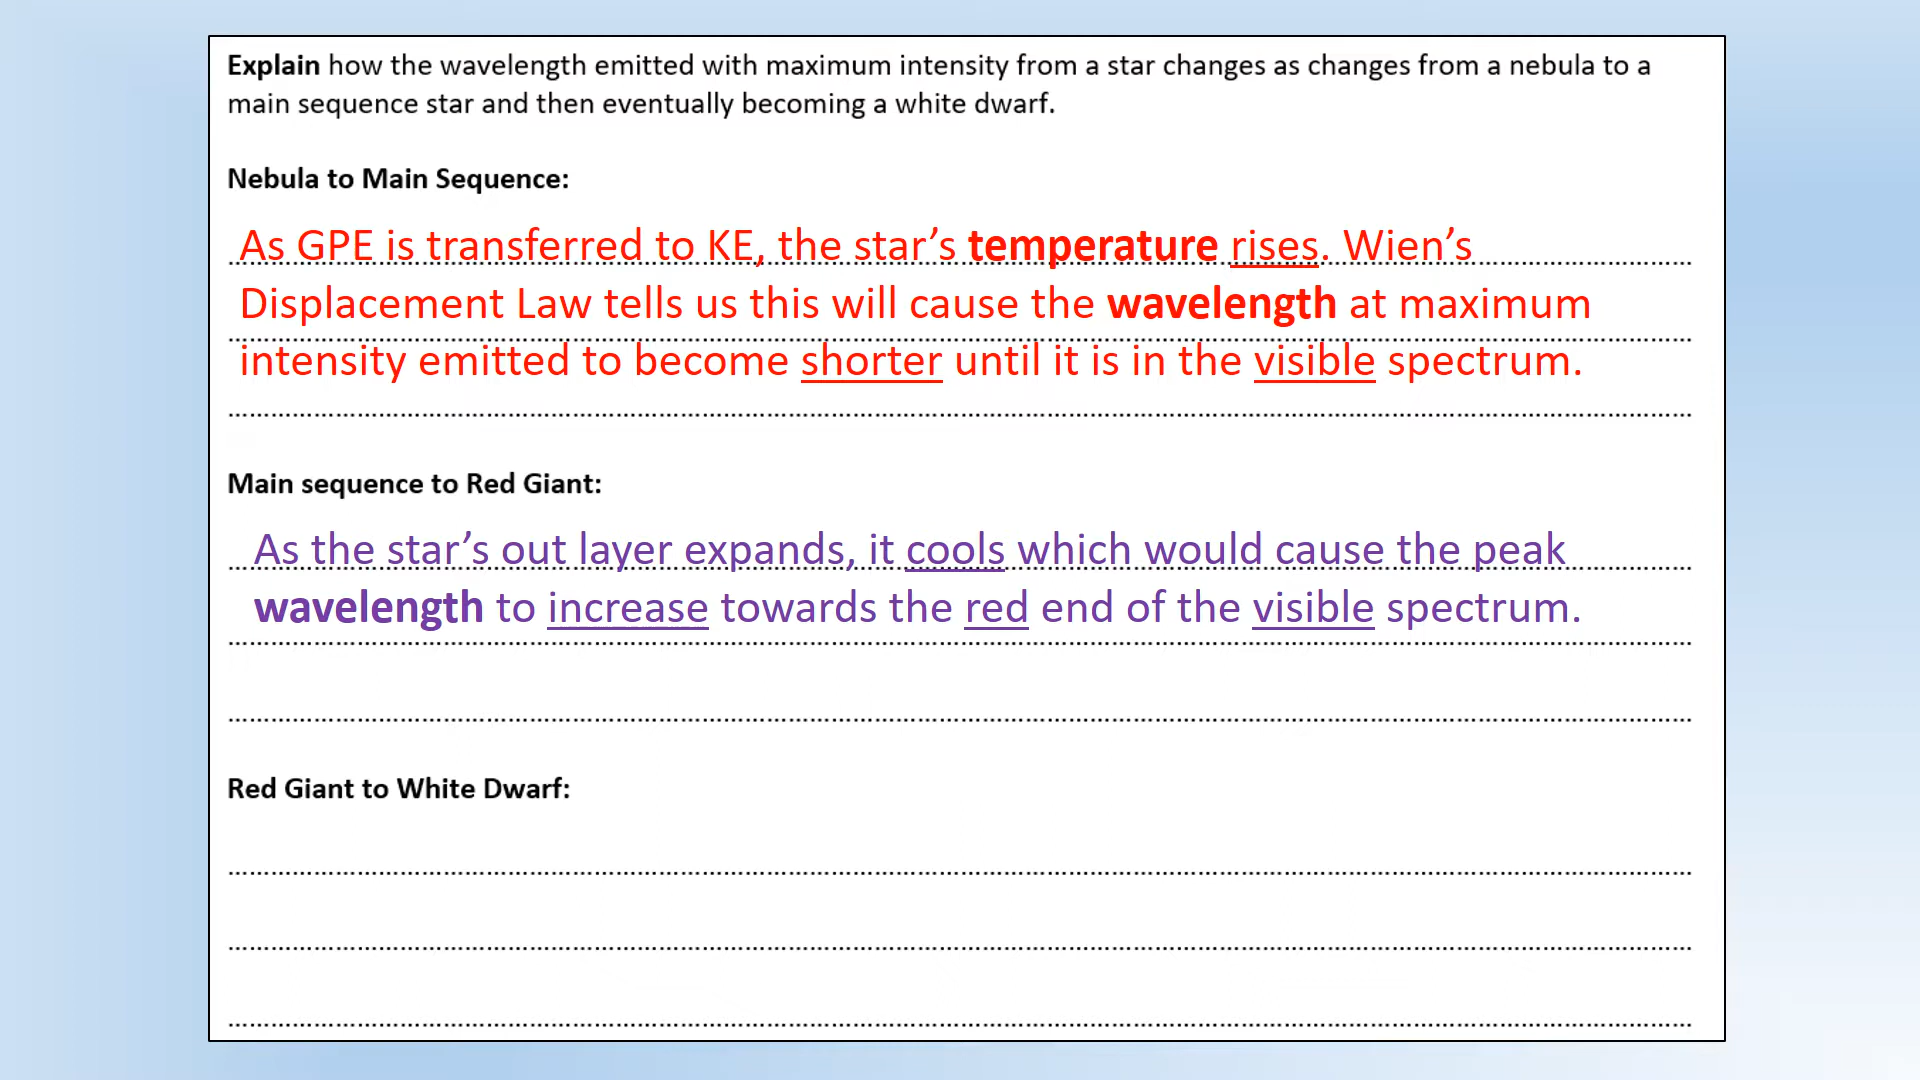 Explain how the wavelength emitted with maximum intensity from a star changes as changes from a nebula to a
main sequence star and then eventually becoming a white dwarf.
Nebula to Main Sequence:
As GPE is transferred to KE, the star’s temperature rises. Wien’s
Displacement Law tells us this will cause the wavelength at maximum
intensity emitted to become shorter until it is in the visible spectrum.
Main sequence to Red Giant:
As the star’s out layer expands, it cools which would cause the peak
wavelength to increase towards the red end of the visible spectrum.
Red Giant to White Dwarf: